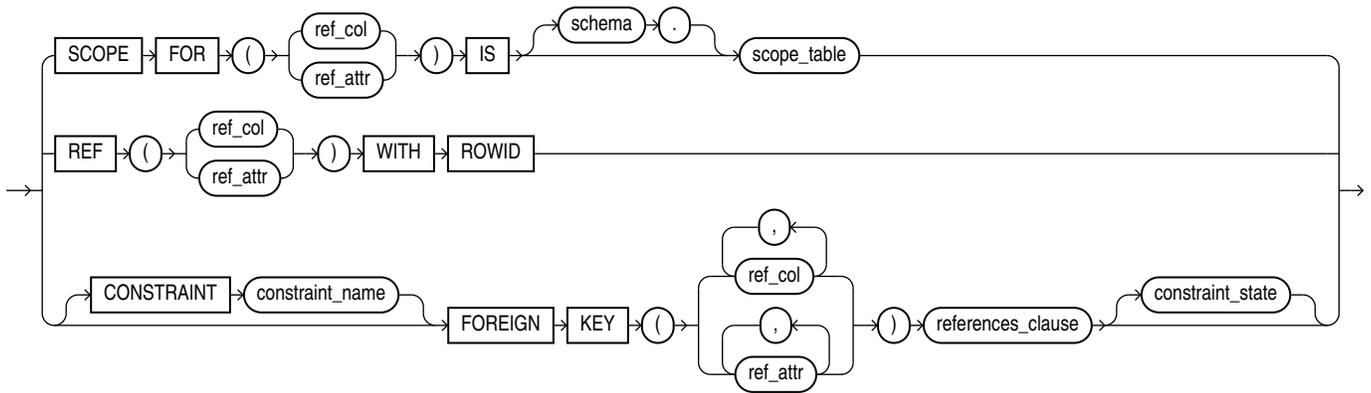 schema .
ref_col
SCOPE FOR ( ) IS scope_table
ref_attr
ref_col
REF ( ) WITH ROWID
ref_attr
,
ref_col
CONSTRAINT constraint_name constraint_state
FOREIGN KEY ( , ) references_clause
ref_attr